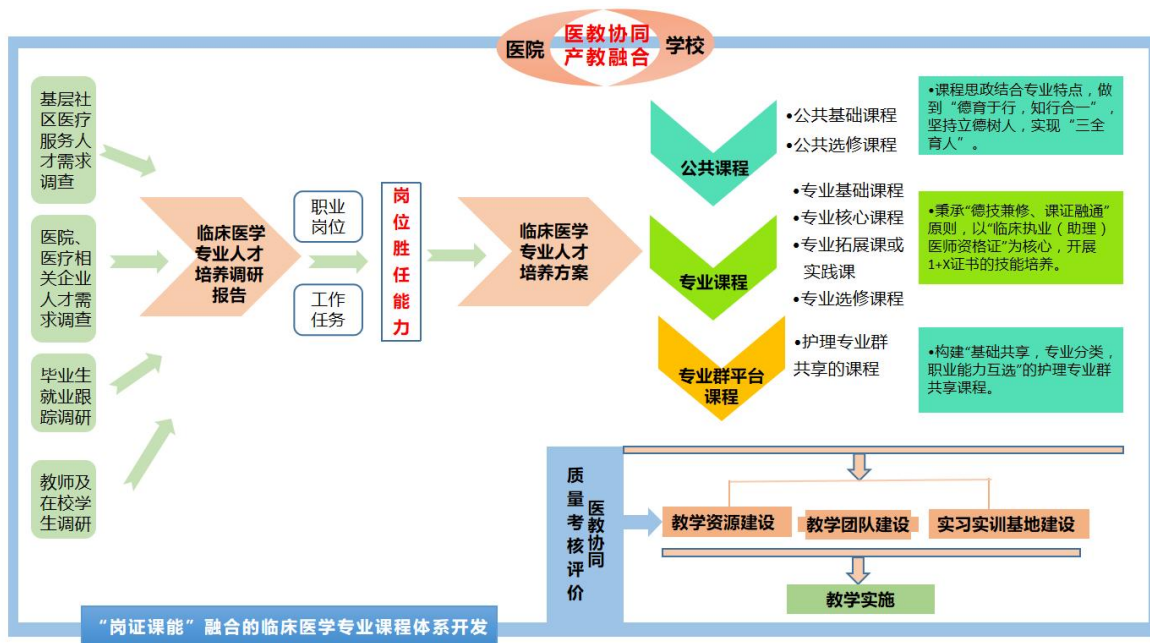 医院
医教协同
产教融合
学校
基层社
区医疗
服务人
才需求
调查
医院、
医疗相
关企业
人才需
求调查
毕业生
就业跟
踪调研
教师及
在校学
生调研
临床医学
专业人才
培养调研
报告
职业
岗位
工作
任务
岗位胜任能力
临床医学
专业人才
培养方案
公共课程
•公共基础课程
•公共选修课程
•课程思政结合专业特点，做
到“德育于行，知行合一”，
坚持立德树人，实现“三全
育人”。
专业课程
•专业基础课程
•专业核心课程
•专业拓展课或
实践课
•专业选修课程
秉承“德技兼修、课证融通”
原则，以“临床执业（助理）
医师资格证”为核心，开展
1+X证书的技能培养。
专业群平台
课程
•护理专业群
共享的课程
•构建“基础共享，专业分类，
职业能力互选”的护理专业群
共享课程。
质量考核评价
医教协同
教学资源建设
教学团队建设
实习实训基地建设
教学实施
“岗证课能”融合的临床医学专业课程体系开发